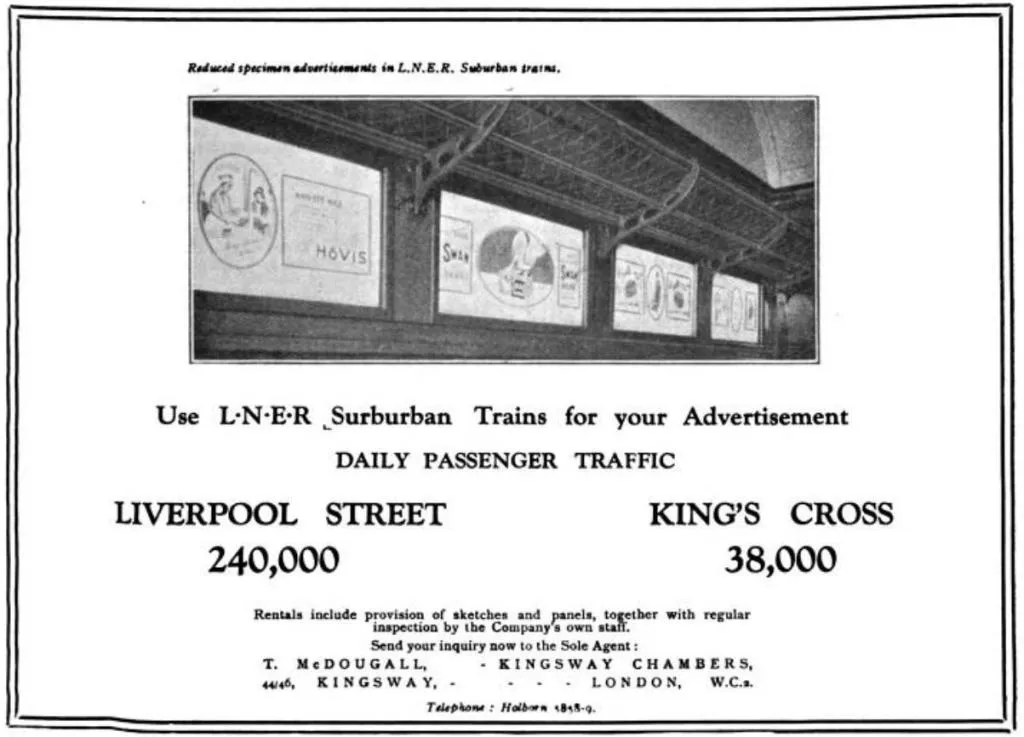 Reduced specimen advertisements in L.N.E.R. Suburban trains.
HōVIS
SWAN
SWAN
Use L·N·E·R Surburban Trains for your Advertisement
DAILY PASSENGER TRAFFIC
LIVERPOOL STREET KING'S CROSS
240,000 38,000
Rentals include provision of sketches and panels, together with regular
inspection by the Company's own staff.
Send your inquiry now to the Sole Agent :
T. McDOUGALL, - KINGSWAY CHAMBERS,
44/46, KINGSWAY, - - - - LONDON, W.C.2.
Telephone : Holborn